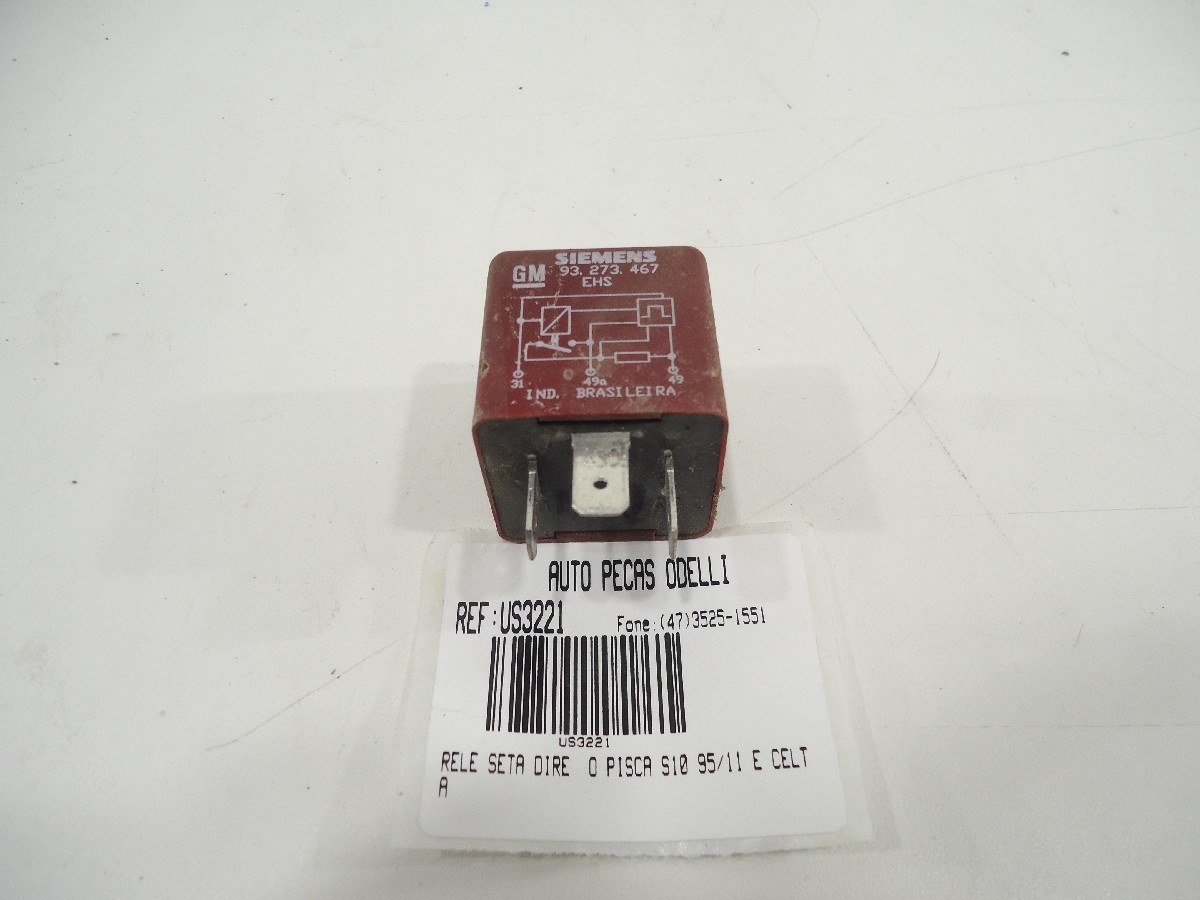 SIEMENS
GM 93. 273. 467
EHS
31 49a 49
IND. BRASILEIRA
AUTO PECAS ODELLI
REF:US3221 Fone:(47)3525-1551
US3221
RELE SETA DIRE O PISCA S10 95/11 E CELT
A